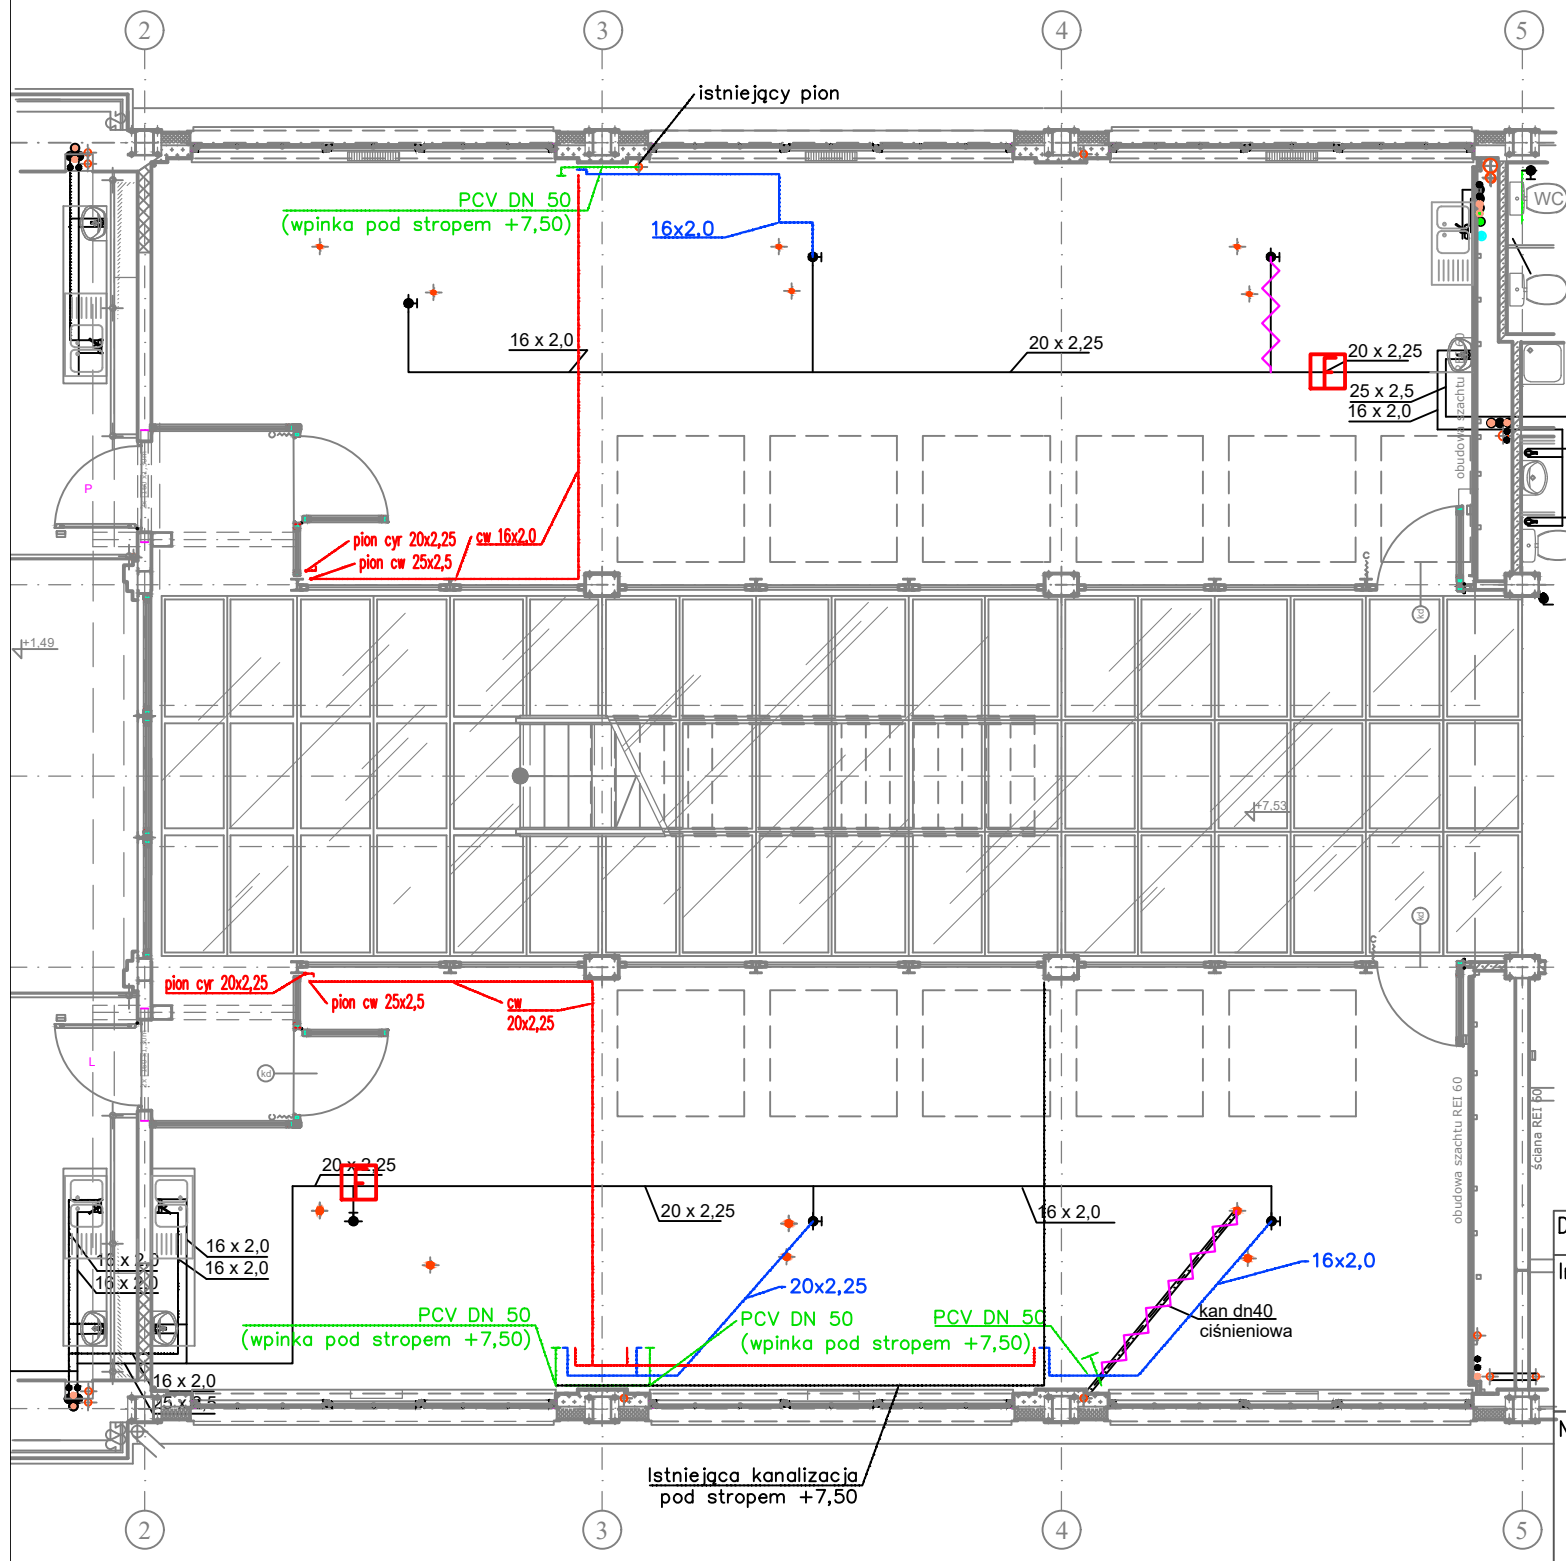 2
3
4
5
istniejący pion
PCV DN 50
(wpinka pod stropem +7,50)
16x2,0
WC
16 x 2,0
20 x 2,25
20 x 2,25
25 x 2,5
16 x 2,0
obudowa szachtu
P
pion cyr 20x2,25
cw 16x2,0
pion cw 25x2,5
kd
+1,49
+7,53
kd
pion cyr 20x2,25
pion cw 25x2,5
cw
20x2,25
L
kd
obudowa szachtu REI 60
ściana REI 60
20 x 2,25
20 x 2,25
16 x 2,0
16 x 2,0
16 x 2,0
16 x 2,0
16 x 2,0
20x2,25
16x2,0
PCV DN 50
(wpinka pod stropem +7,50)
PCV DN 50
(wpinka pod stropem +7,50)
PCV DN 50
kan dn40
ciśnieniowa
16 x 2,0
25 x 2,5
Istniejąca kanalizacja
pod stropem +7,50
2
3
4
5